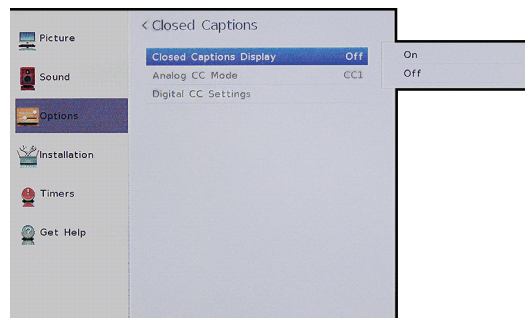 < Closed Captions
Picture
Sound
Options
Installation
Timers
Get Help
Closed Captions Display Off
Analog CC Mode CC1
Digital CC Settings
On
Off